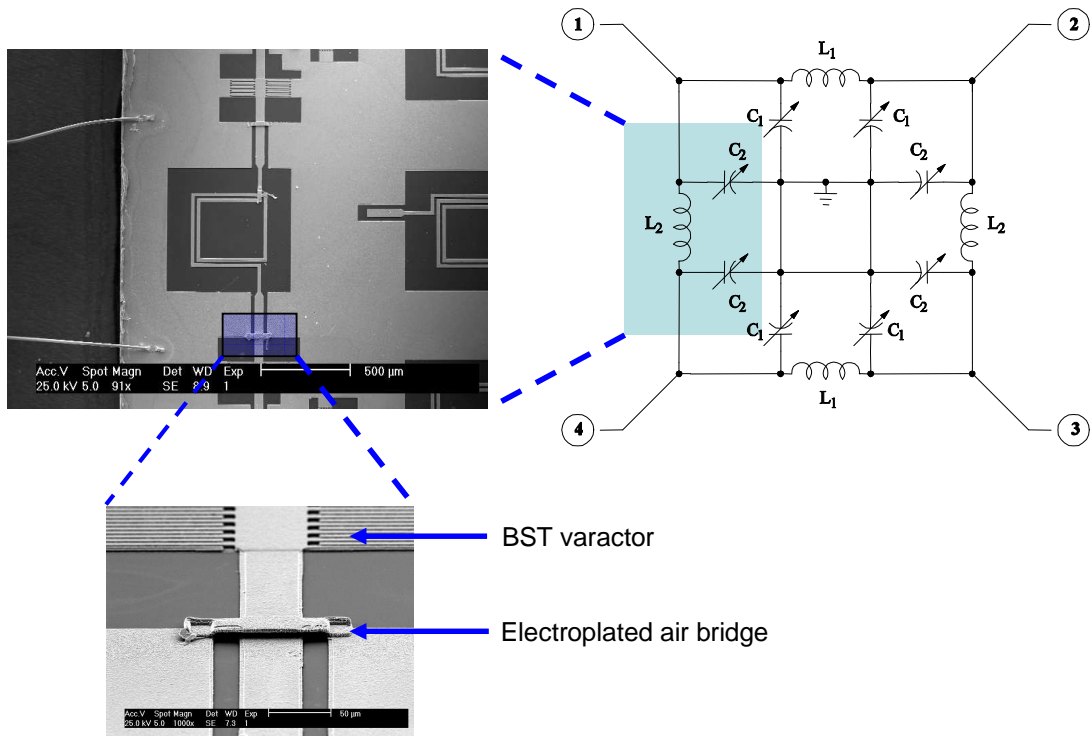 1
2
L1
C1
C1
C2
C2
L2
L2
C2
C2
C1
C1
L1
4
3
Acc.V Spot Magn Det WD Exp
25.0 kV 5.0 91x SE 8.9 1
500 µm
BST varactor
Electroplated air bridge
Acc.V Spot Magn Det WD Exp
25.0 kV 5.0 1000x SE 7.3 1
50 µm